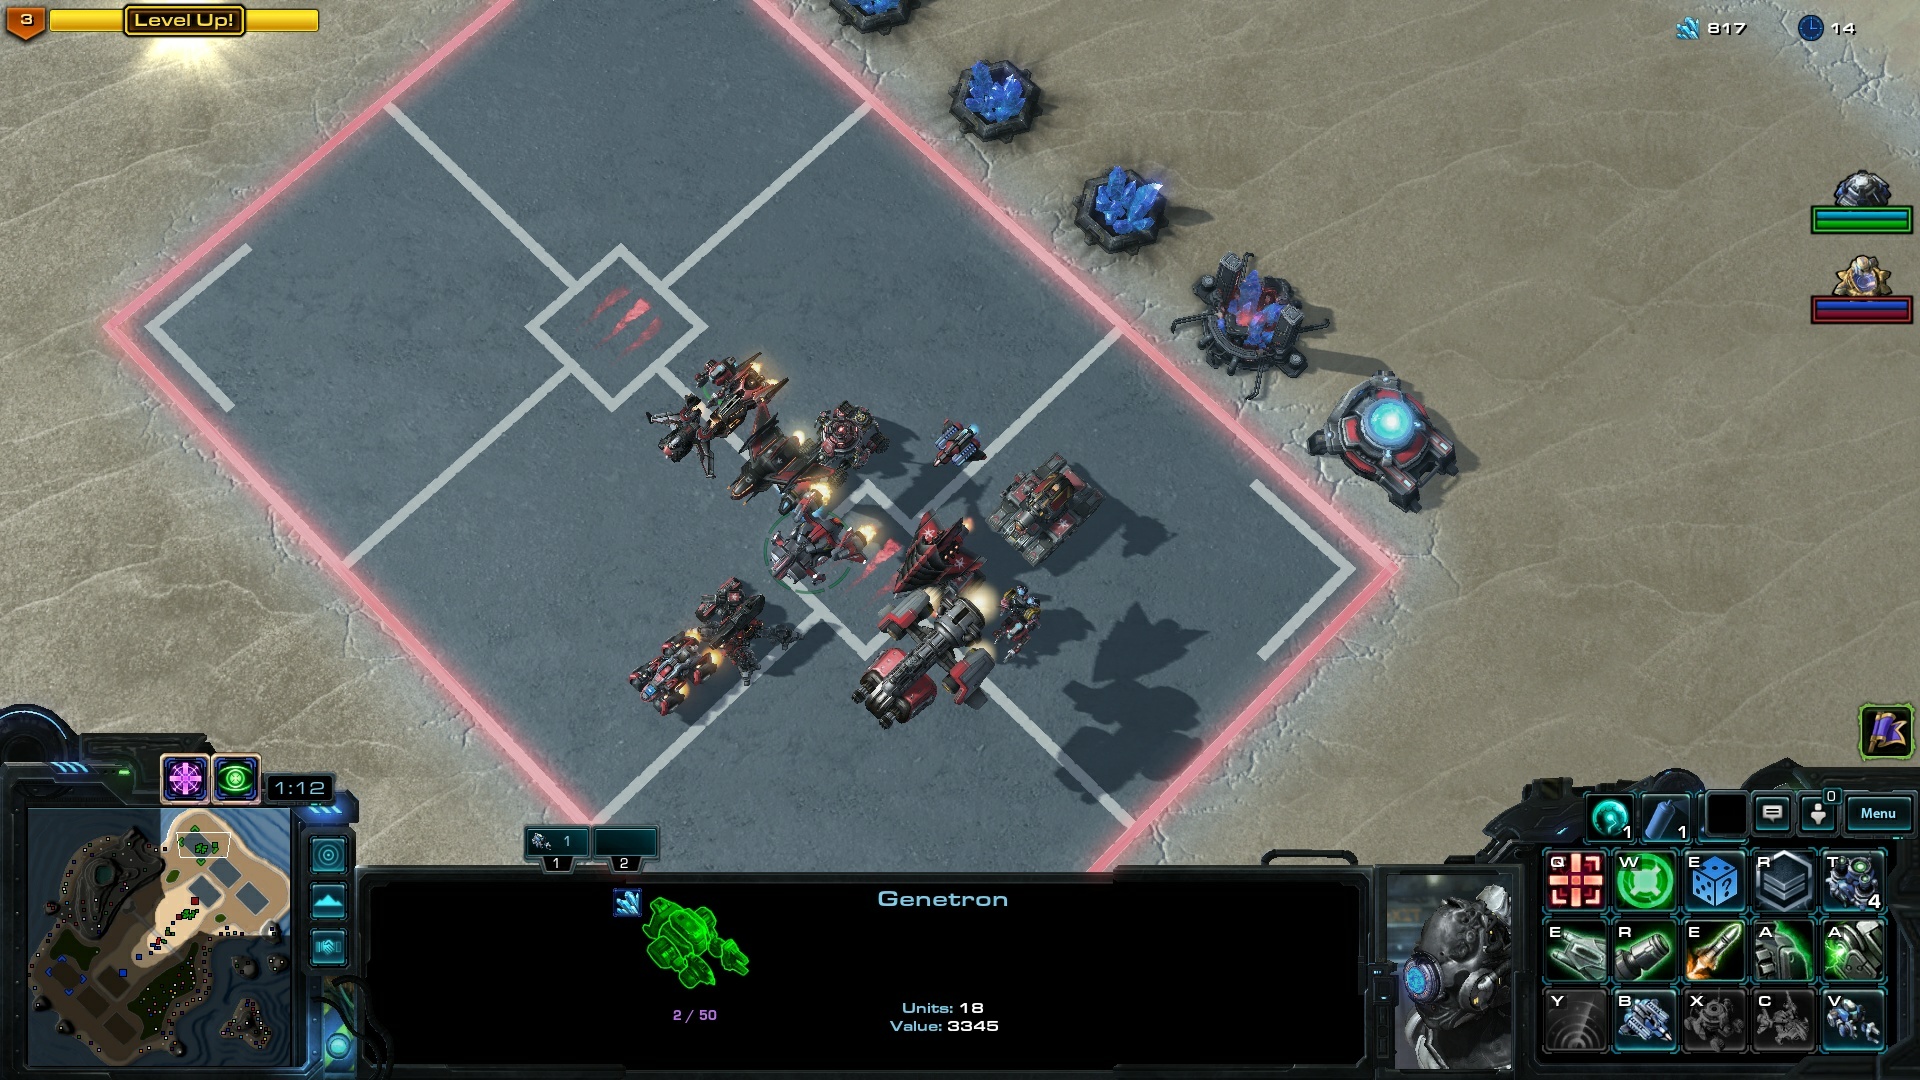 3 Level Up!
817 14
1:12
1
1 2
Genetron
2 / 50
Units: 18
Value: 3345
1 1 0 Menu
Q W E R T 4
E R E A A
Y B X C V